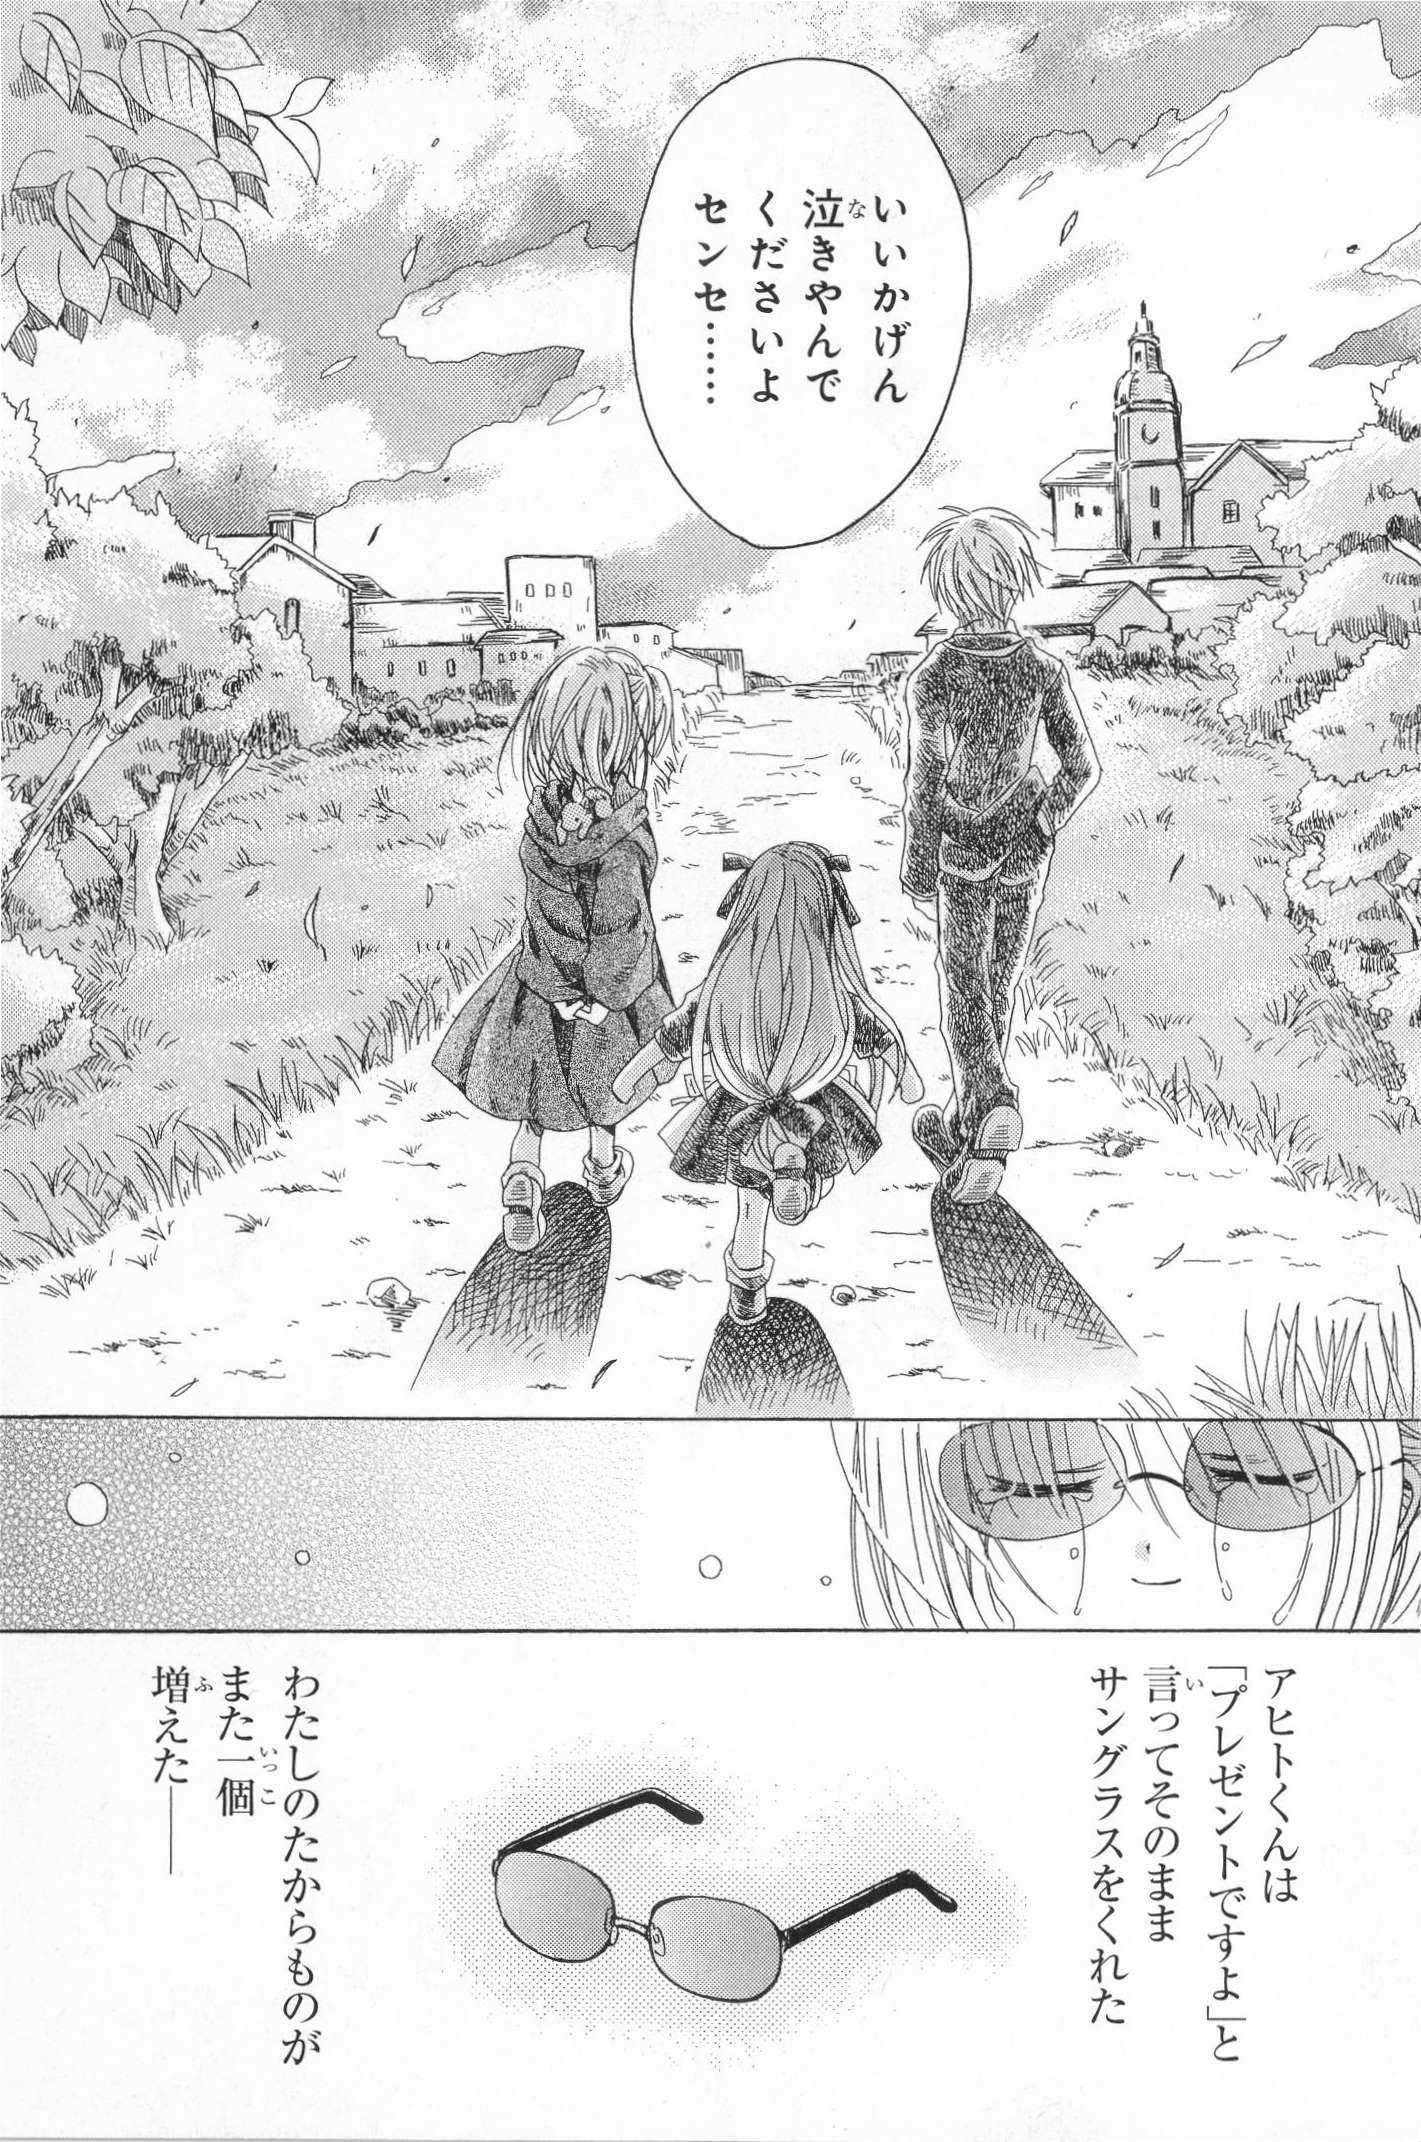 いいかげん
泣きやんで
くださいよ
センセ……
アヒトくんは
「プレゼントですよ」と
言ってそのまま
サングラスをくれた
わたしのたからものが
また一個
増えた——